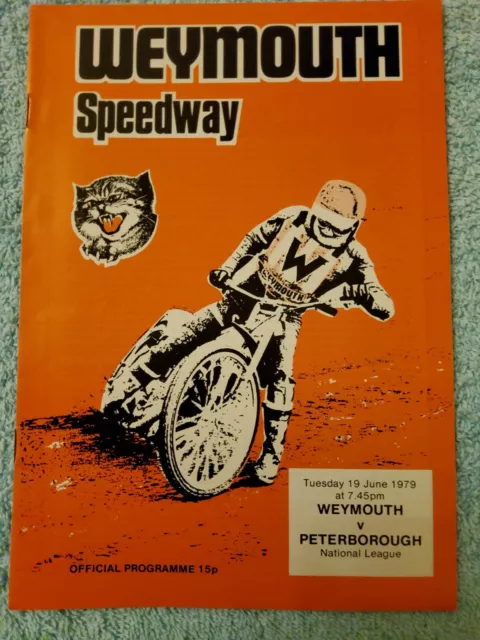 WEYMOUTH
Speedway
W
WEYMOUTH
Tuesday 19 June 1979
at 7.45pm
WEYMOUTH
v
PETERBOROUGH
National League
OFFICIAL PROGRAMME 15p